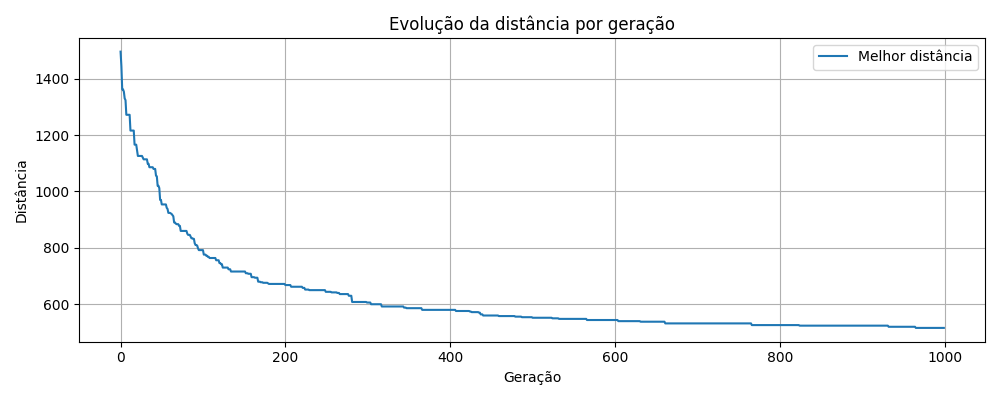 Evolução da distância por geração
Melhor distância
Distância
1400
1200
1000
800
600
0 200 400 600 800 1000
Geração